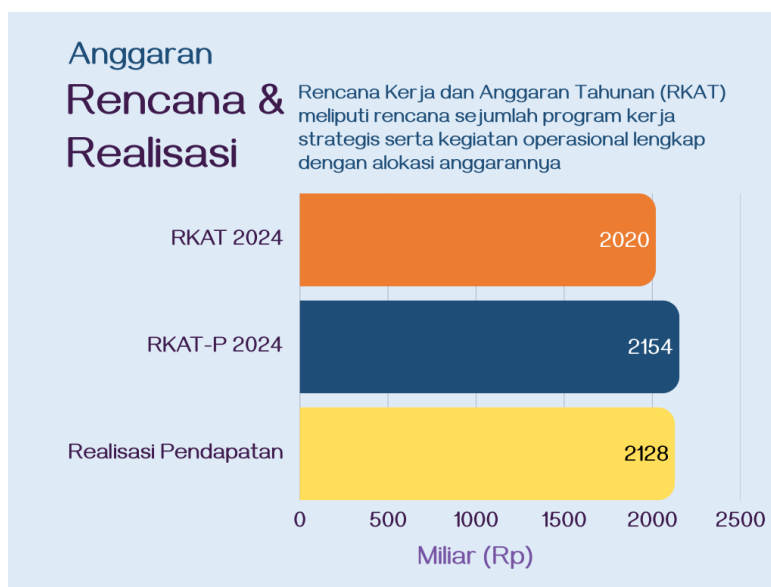 Anggaran
Rencana &
Realisasi
Rencana Kerja dan Anggaran Tahunan (RKAT)
meliputi rencana sejumlah program kerja
strategis serta kegiatan operasional lengkap
dengan alokasi anggarannya
RKAT 2024
2020
RKAT-P 2024
2154
Realisasi Pendapatan
2128
0 500 1000 1500 2000 2500
Miliar (Rp)